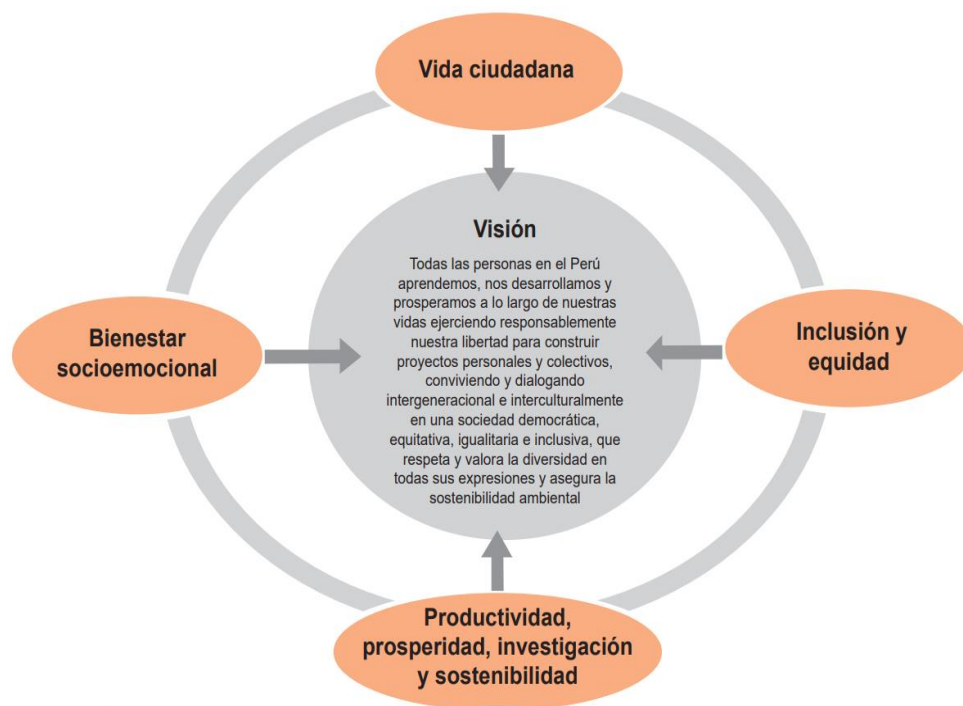 Vida ciudadana
Visión
Todas las personas en el Perú
aprendemos, nos desarrollamos y
prosperamos a lo largo de nuestras
vidas ejerciendo responsablemente
nuestra libertad para construir
proyectos personales y colectivos,
conviviendo y dialogando
intergeneracional e interculturalmente
en una sociedad democrática,
equitativa, igualitaria e inclusiva, que
respeta y valora la diversidad en
todas sus expresiones y asegura la
sostenibilidad ambiental
Bienestar
socioemocional
Inclusión y
equidad
Productividad,
prosperidad, investigación
y sostenibilidad